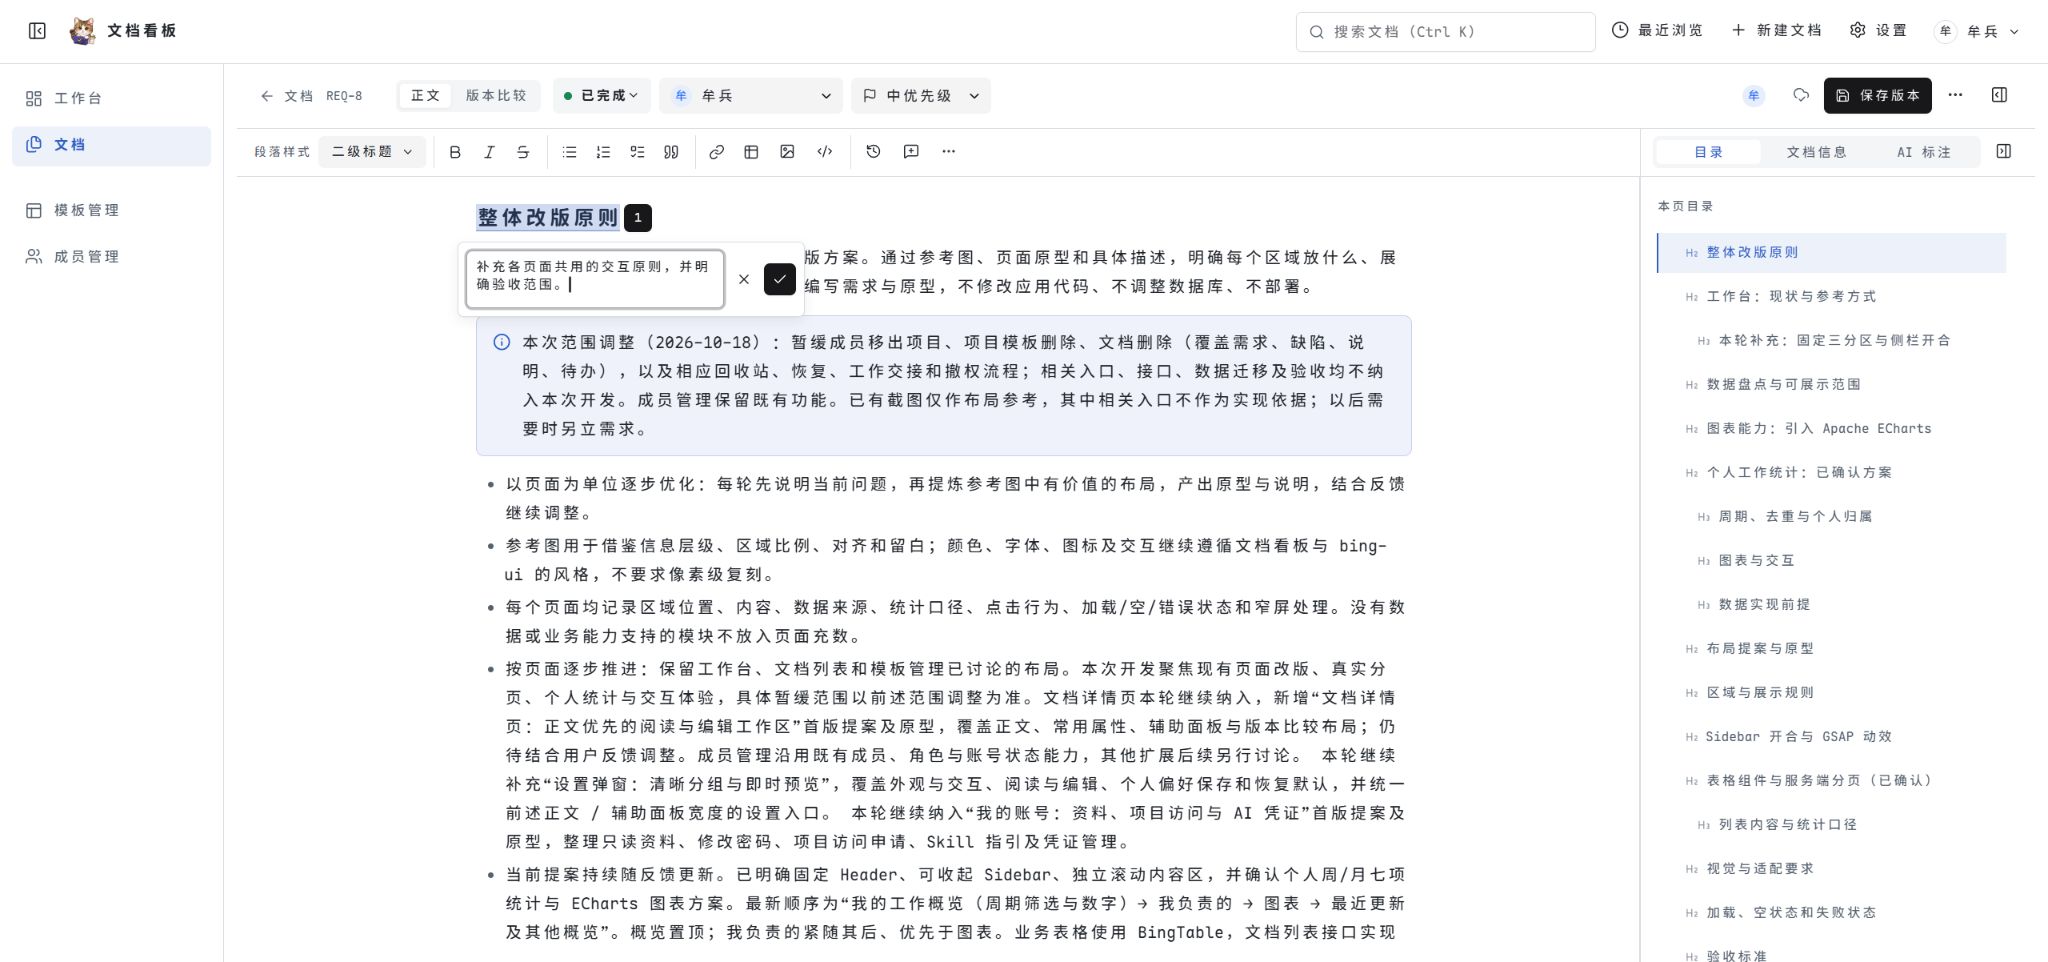 文档看板
搜索文档 (Ctrl K)
最近浏览
新建文档
设置
牟 牟兵
工作台
文档
模板管理
成员管理
文档 REQ-8
正文
版本比较
已完成
牟 牟兵
中优先级
牟
保存版本
段落样式
二级标题
B
目录
文档信息
AI 标注
整体改版原则 1
补充各页面共用的交互原则，并明
确验收范围。
版方案。通过参考图、页面原型和具体描述，明确每个区域放什么、展
编写需求与原型，不修改应用代码、不调整数据库、不部署。
本次范围调整（2026-10-18）：暂缓成员移出项目、项目模板删除、文档删除（覆盖需求、缺陷、说
明、待办），以及相应回收站、恢复、工作交接和撤权流程；相关入口、接口、数据迁移及验收均不纳
入本次开发。成员管理保留既有功能。已有截图仅作布局参考，其中相关入口不作为实现依据；以后需
要时另立需求。
以页面为单位逐步优化：每轮先说明当前问题，再提炼参考图中有价值的布局，产出原型与说明，结合反馈
继续调整。
参考图用于借鉴信息层级、区域比例、对齐和留白；颜色、字体、图标及交互继续遵循文档看板与 bing-
ui 的风格，不要求像素级复刻。
每个页面均记录区域位置、内容、数据来源、统计口径、点击行为、加载/空/错误状态和窄屏处理。没有数
据或业务能力支持的模块不放入页面充数。
按页面逐步推进：保留工作台、文档列表和模板管理已讨论的布局。本次开发聚焦现有页面改版、真实分
页、个人统计与交互体验，具体暂缓范围以前述范围调整为准。文档详情页本轮继续纳入，新增“文档详情
页：正文优先的阅读与编辑工作区”首版提案及原型，覆盖正文、常用属性、辅助面板与版本比较布局；仍
待结合用户反馈调整。成员管理沿用既有成员、角色与账号状态能力，其他扩展后续另行讨论。 本轮继续
补充“设置弹窗：清晰分组与即时预览”，覆盖外观与交互、阅读与编辑、个人偏好保存和恢复默认，并统一
前述正文 / 辅助面板宽度的设置入口。 本轮继续纳入“我的账号：资料、项目访问与 AI 凭证”首版提案及
原型，整理只读资料、修改密码、项目访问申请、Skill 指引及凭证管理。
当前提案持续随反馈更新。已明确固定 Header、可收起 Sidebar、独立滚动内容区，并确认个人周/月七项
统计与 ECharts 图表方案。最新顺序为“我的工作概览（周期筛选与数字）→ 我负责的 → 图表 → 最近更新
及其他概览”。概览置顶；我负责的紧随其后、优先于图表。业务表格使用 BingTable，文档列表接口实现
本页目录
H2 整体改版原则
H2 工作台：现状与参考方式
H3 本轮补充：固定三分区与侧栏开合
H2 数据盘点与可展示范围
H2 图表能力：引入 Apache ECharts
H2 个人工作统计：已确认方案
H3 周期、去重与个人归属
H3 图表与交互
H3 数据实现前提
H2 布局提案与原型
H2 区域与展示规则
H2 Sidebar 开合与 GSAP 动效
H2 表格组件与服务端分页（已确认）
H3 列表内容与统计口径
H2 视觉与适配要求
H2 加载、空状态和失败状态
H2 验收标准